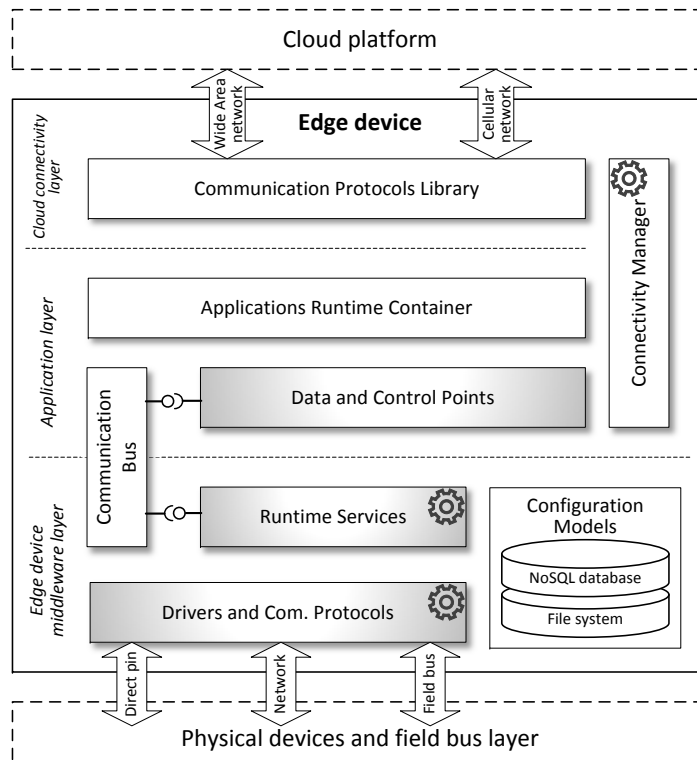 Cloud platform
Wide Area
network
Cellular
network
Edge device
Cloud connectivity
layer
Communication Protocols Library
Connectivity Manager
Application layer
Applications Runtime Container
Data and Control Points
Communication
Bus
Edge device
middleware layer
Runtime Services
Configuration
Models
NoSQL database
File system
Drivers and Com. Protocols
Direct pin
Network
Field bus
Physical devices and field bus layer